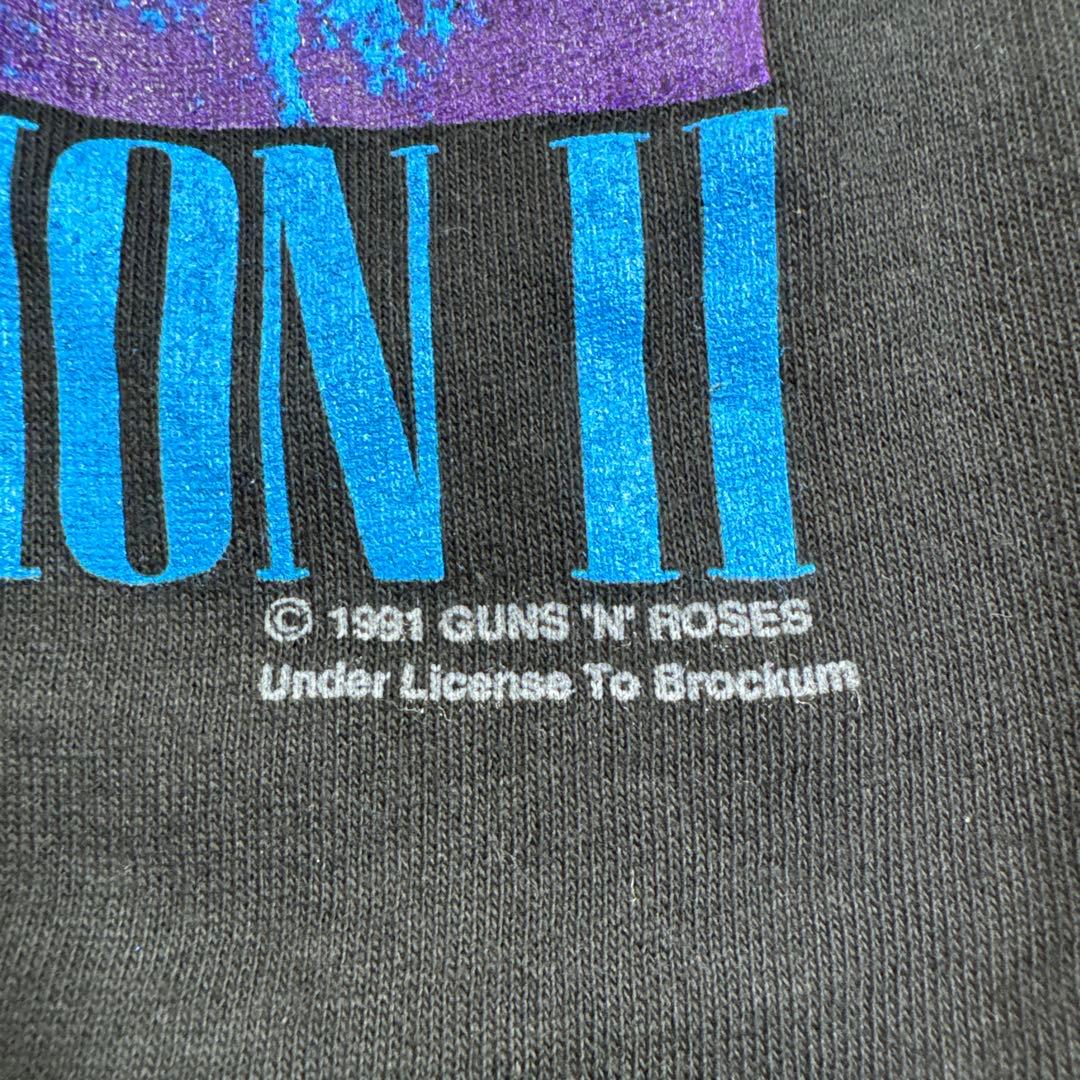 ION II
© 1991 GUNS 'N' ROSES
Under License To Brockum